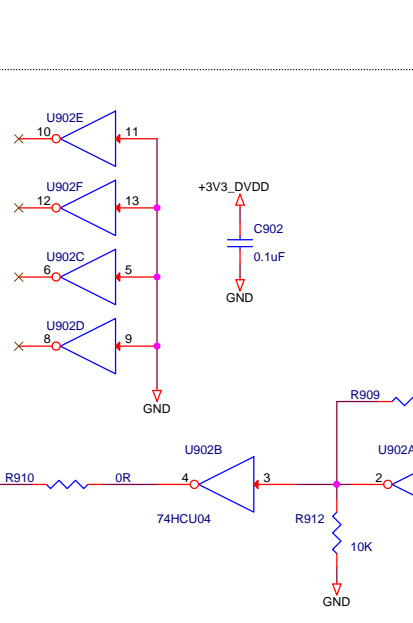 U902E
10 11
U902F
12 13
+3V3_DVDD
C902
0.1uF
U902C
6 5
GND
U902D
8 9
GND
R909
U902B U902A
R910 0R 4 3 2
74HCU04 R912
10K
GND